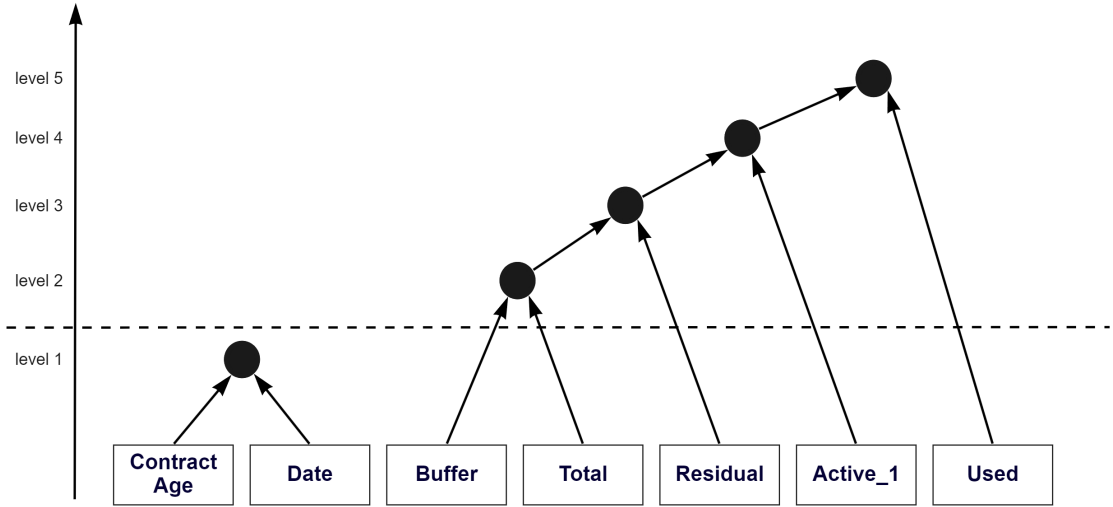 level 5
level 4
level 3
level 2
level 1
Contract
Age
Date
Buffer
Total
Residual
Active_1
Used